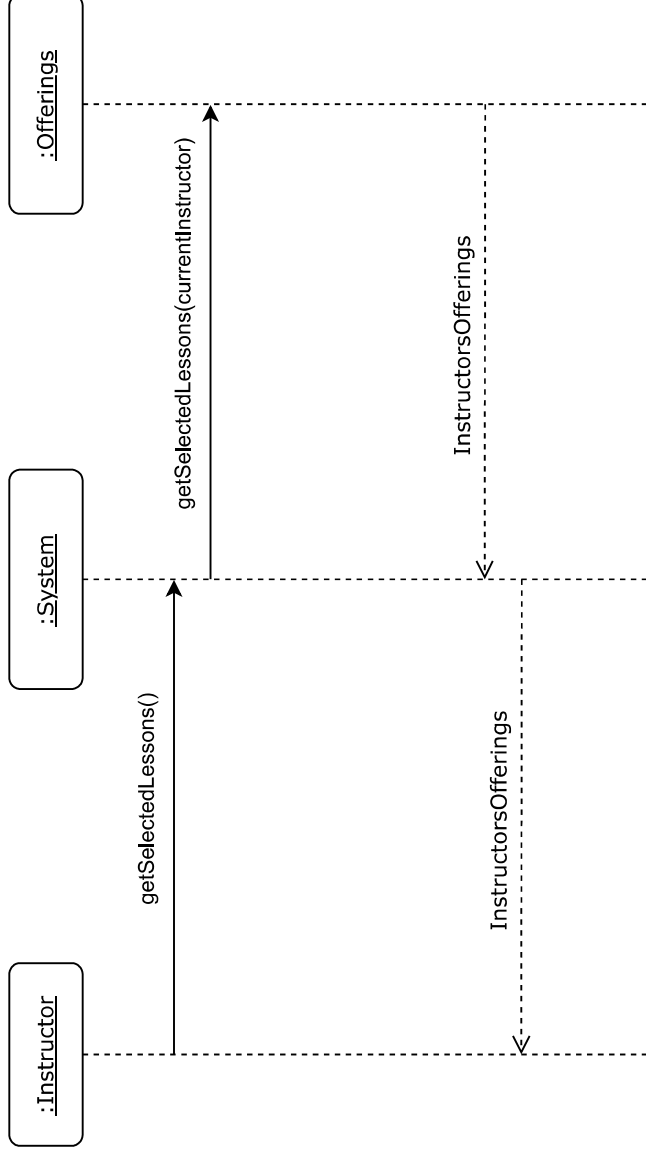 :Instructor
:System
:Offerings
getSelectedLessons()
getSelectedLessons(currentInstructor)
InstructorsOfferings
InstructorsOfferings